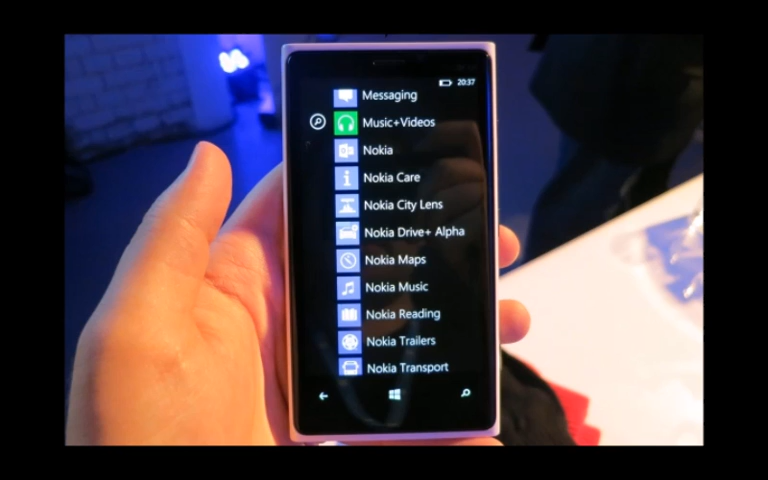 20:37
Messaging
Music+Videos
Nokia
Nokia Care
Nokia City Lens
Nokia Drive+ Alpha
Nokia Maps
Nokia Music
Nokia Reading
Nokia Trailers
Nokia Transport